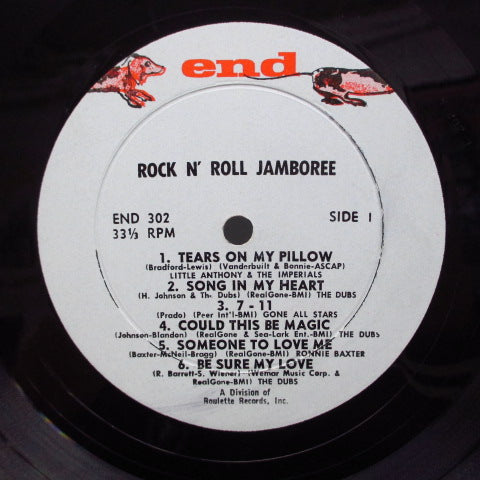 end
ROCK N' ROLL JAMBOREE
END 302 SIDE 1
33⅓ RPM
1. TEARS ON MY PILLOW
(Bradford-Lewis) (Vanderbuilt & Bonnie-ASCAP)
LITTLE ANTHONY & THE IMPERIALS
2. SONG IN MY HEART
(H. Johnson & The Dubs) (RealGone-BMI) THE DUBS
3. 7 - 11
(Prado) (Peer Int'l-BMI) GONE ALL STARS
4. COULD THIS BE MAGIC
(Johnson-Blandon) (RealGone & Sea-Lark Ent.-BMI) THE DUBS
5. SOMEONE TO LOVE ME
(Baxter-McNeil-Bragg) (RealGone-BMI) RONNIE BAXTER
6. BE SURE MY LOVE
(R. Barrett-S. Wiener) (Wemar Music Corp. &
RealGone-BMI) THE DUBS
A Division of
Roulette Records, Inc.